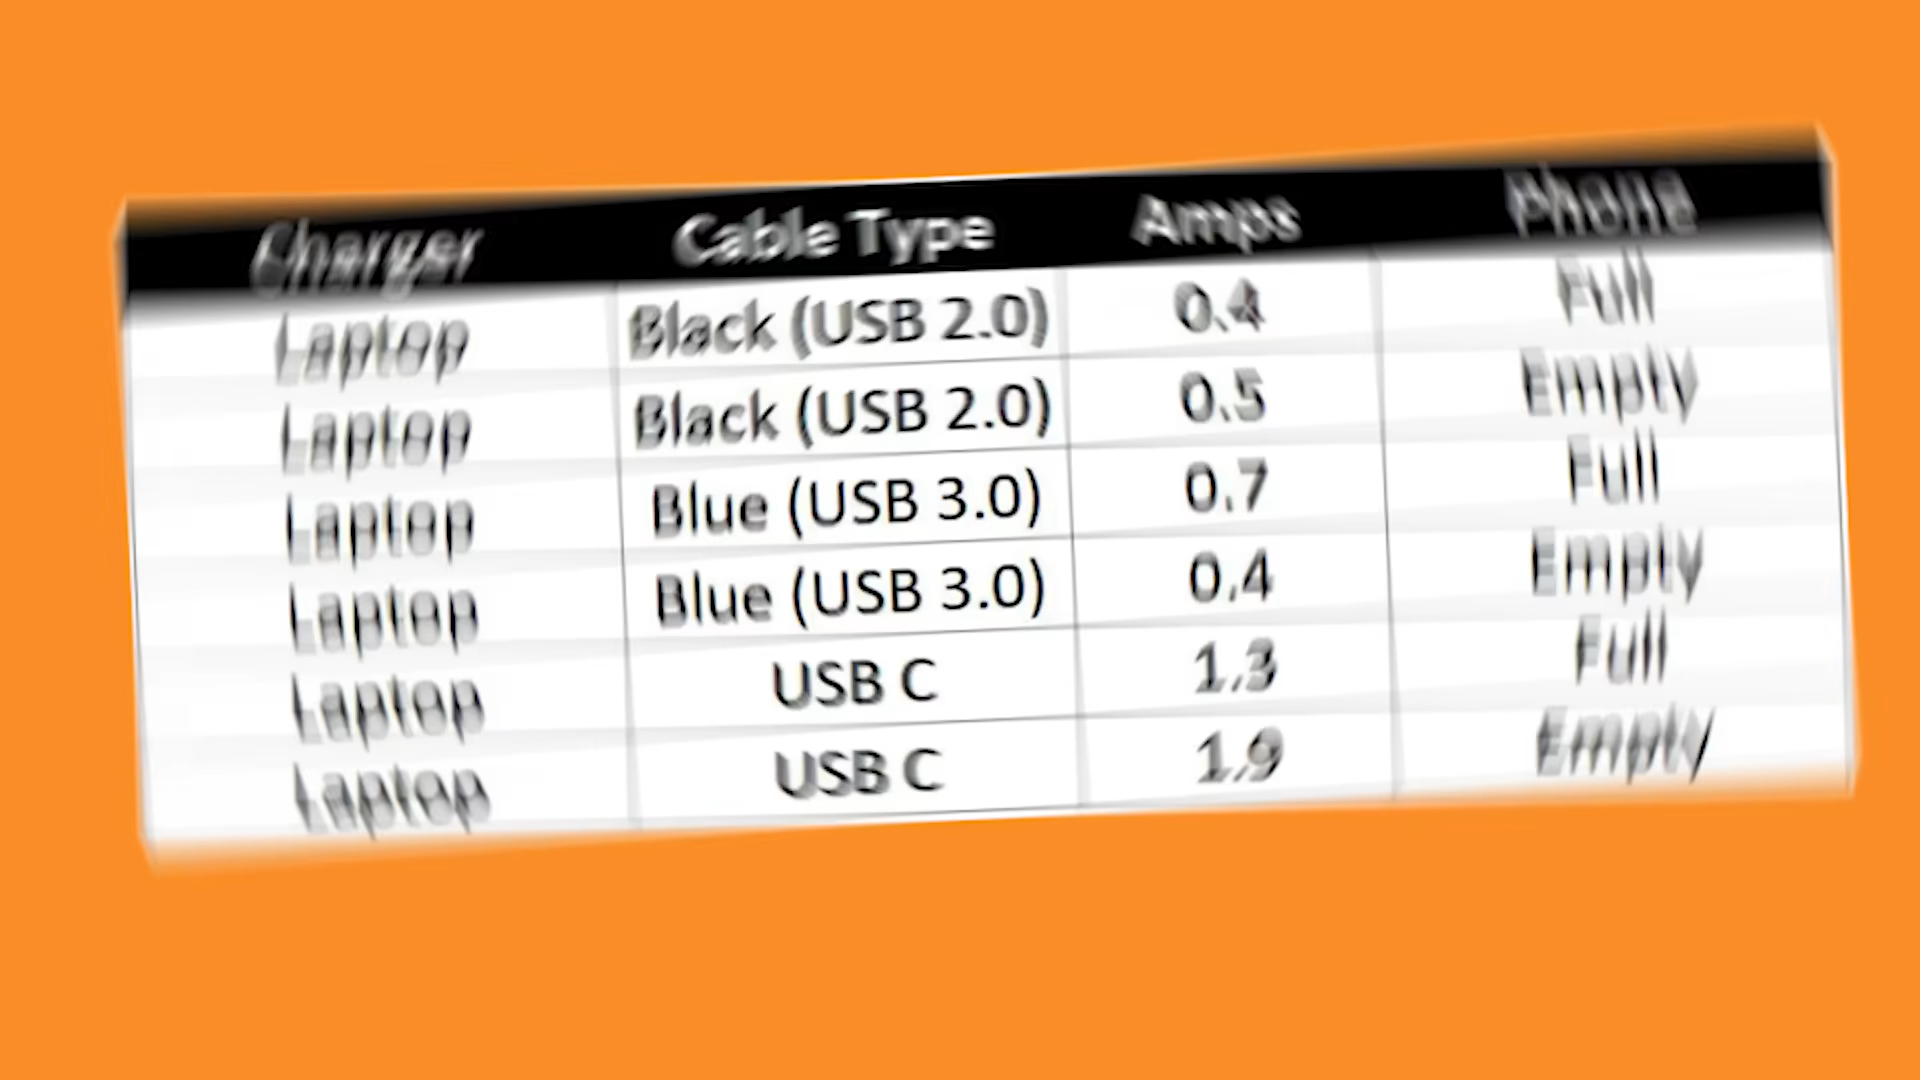 Charger Cable Type Amps Phone
Laptop Black (USB 2.0) 0.4 Full
Laptop Black (USB 2.0) 0.5 Empty
Laptop Blue (USB 3.0) 0.7 Full
Laptop Blue (USB 3.0) 0.4 Empty
Laptop USB C 1.3 Full
Laptop USB C 1.9 Empty